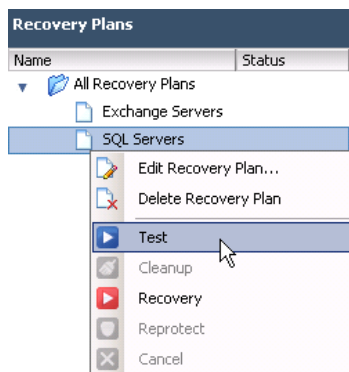 Recovery Plans
Name Status
All Recovery Plans
Exchange Servers
SQL Servers
Edit Recovery Plan...
Delete Recovery Plan
Test
Cleanup
Recovery
Reprotect
Cancel